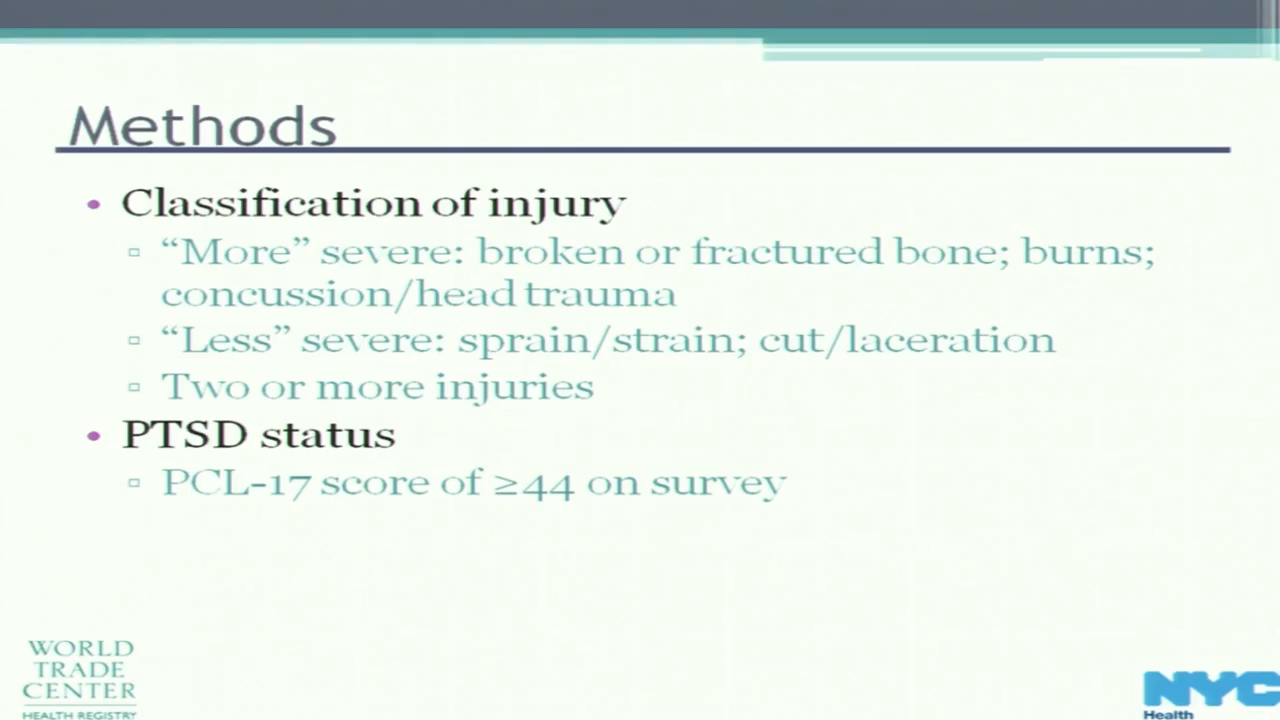 Methods
• Classification of injury
▫ “More” severe: broken or fractured bone; burns;
concussion/head trauma
▫ “Less” severe: sprain/strain; cut/laceration
▫ Two or more injuries
• PTSD status
▫ PCL-17 score of ≥44 on survey
WORLD
TRADE
CENTER
HEALTH REGISTRY
NYC
Health